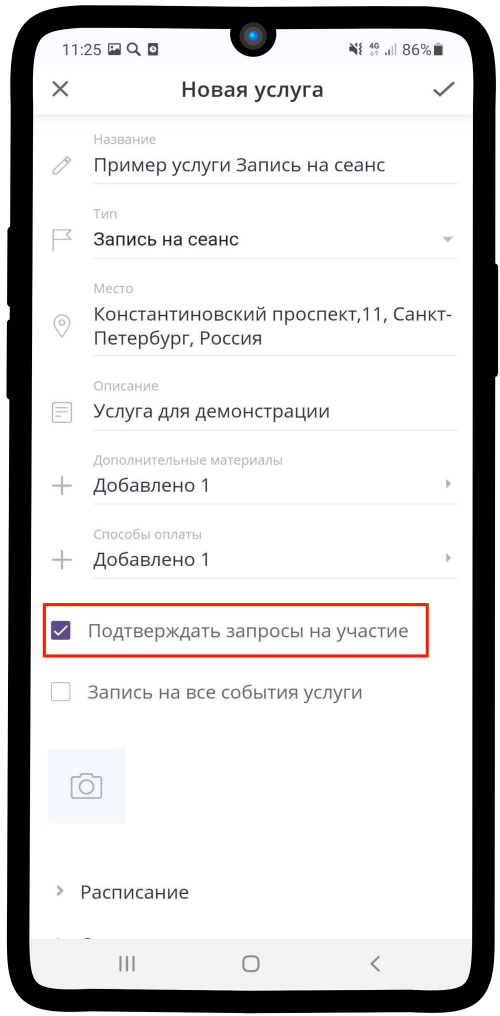 11:25 4G 86%
Новая услуга
Название
Пример услуги Запись на сеанс
Тип
Запись на сеанс
Место
Константиновский проспект,11, Санкт-
Петербург, Россия
Описание
Услуга для демонстрации
Дополнительные материалы
Добавлено 1
Способы оплаты
Добавлено 1
Подтверждать запросы на участие
Запись на все события услуги
Расписание